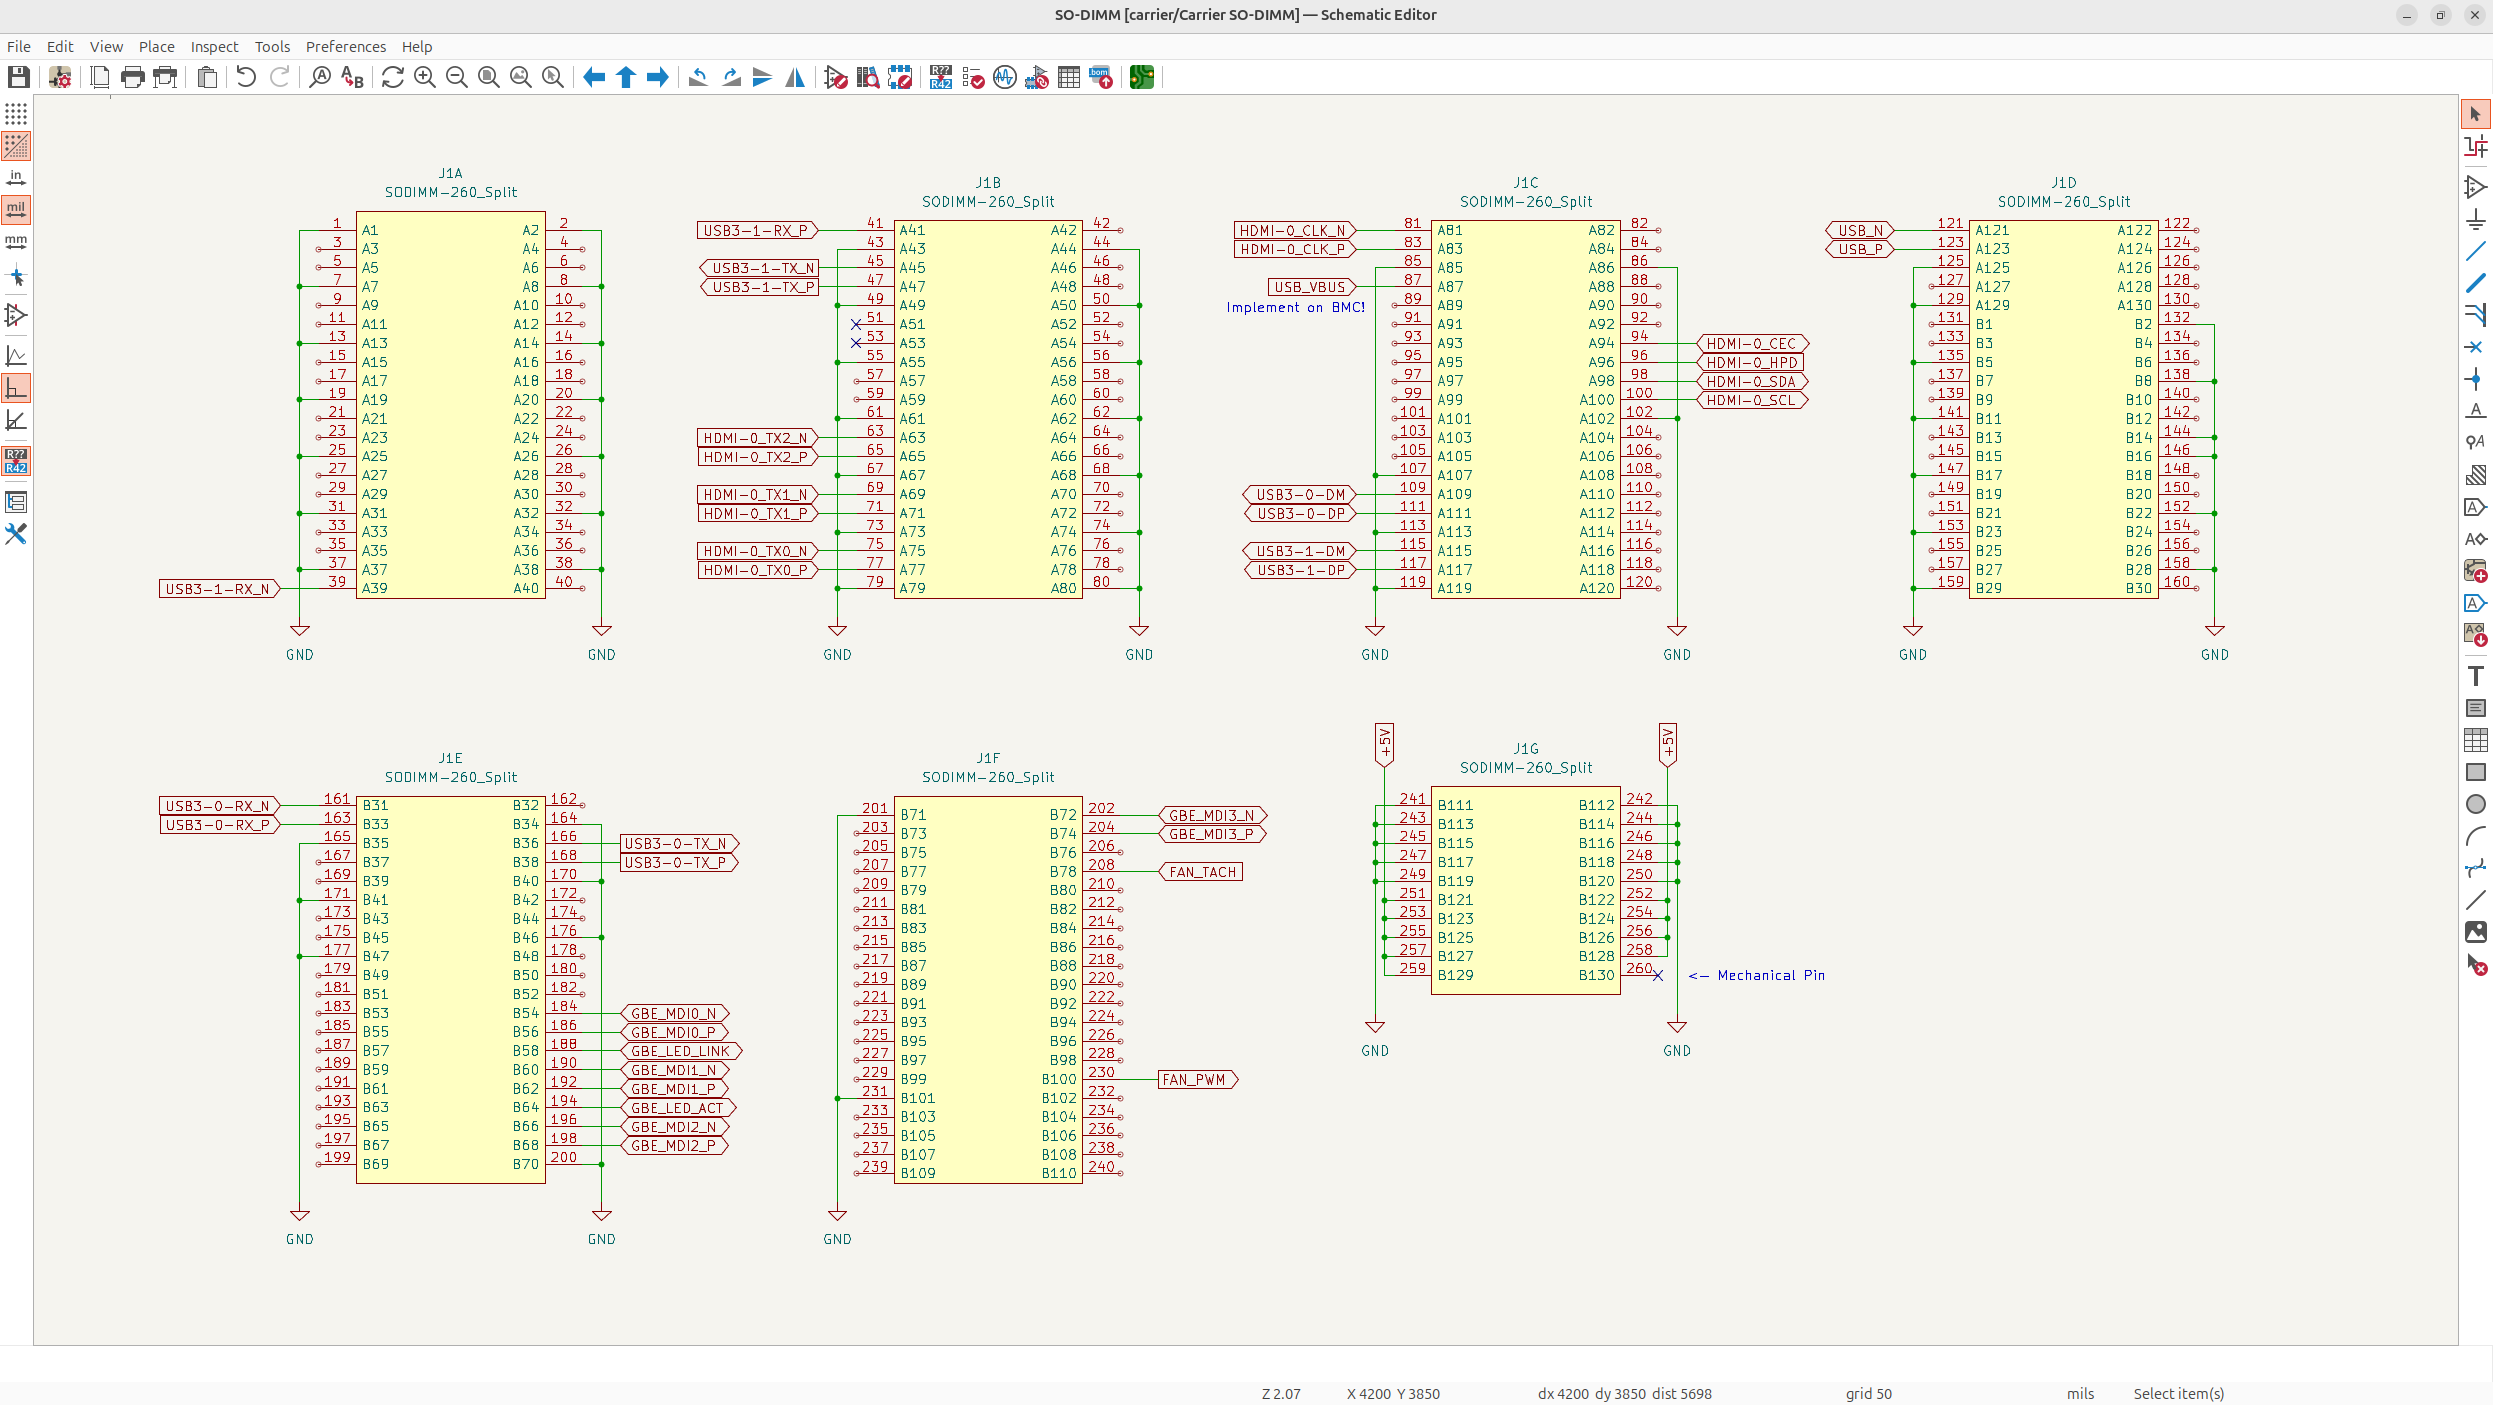 SO-DIMM [carrier/Carrier SO-DIMM] — Schematic Editor
File Edit View Place Inspect Tools Preferences Help
J1A
SODIMM-260_Split
1 A1 A2 2
3 A3 A4 4
5 A5 A6 6
7 A7 A8 8
9 A9 A10 10
11 A11 A12 12
13 A13 A14 14
15 A15 A16 16
17 A17 A18 18
19 A19 A20 20
21 A21 A22 22
23 A23 A24 24
25 A25 A26 26
27 A27 A28 28
29 A29 A30 30
31 A31 A32 32
33 A33 A34 34
35 A35 A36 36
37 A37 A38 38
USB3-1-RX_N 39 A39 A40 40
GND GND
J1B
SODIMM-260_Split
USB3-1-RX_P 41 A41 A42 42
43 A43 A44 44
USB3-1-TX_N 45 A45 A46 46
USB3-1-TX_P 47 A47 A48 48
49 A49 A50 50
51 A51 A52 52
53 A53 A54 54
55 A55 A56 56
57 A57 A58 58
59 A59 A60 60
61 A61 A62 62
HDMI-0_TX2_N 63 A63 A64 64
HDMI-0_TX2_P 65 A65 A66 66
67 A67 A68 68
HDMI-0_TX1_N 69 A69 A70 70
HDMI-0_TX1_P 71 A71 A72 72
73 A73 A74 74
HDMI-0_TX0_N 75 A75 A76 76
HDMI-0_TX0_P 77 A77 A78 78
79 A79 A80 80
GND GND
J1C
SODIMM-260_Split
HDMI-0_CLK_N 81 A81 A82 82
HDMI-0_CLK_P 83 A83 A84 84
85 A85 A86 86
USB_VBUS 87 A87 A88 88
Implement on BMC! 89 A89 A90 90
91 A91 A92 92
93 A93 A94 94 HDMI-0_CEC
95 A95 A96 96 HDMI-0_HPD
97 A97 A98 98 HDMI-0_SDA
99 A99 A100 100 HDMI-0_SCL
101 A101 A102 102
103 A103 A104 104
105 A105 A106 106
107 A107 A108 108
USB3-0-DM 109 A109 A110 110
USB3-0-DP 111 A111 A112 112
113 A113 A114 114
USB3-1-DM 115 A115 A116 116
USB3-1-DP 117 A117 A118 118
119 A119 A120 120
GND GND
J1D
SODIMM-260_Split
USB_N 121 A121 A122 122
USB_P 123 A123 A124 124
125 A125 A126 126
127 A127 A128 128
129 A129 A130 130
131 B1 B2 132
133 B3 B4 134
135 B5 B6 136
137 B7 B8 138
139 B9 B10 140
141 B11 B12 142
143 B13 B14 144
145 B15 B16 146
147 B17 B18 148
149 B19 B20 150
151 B21 B22 152
153 B23 B24 154
155 B25 B26 156
157 B27 B28 158
159 B29 B30 160
GND GND
J1E
SODIMM-260_Split
USB3-0-RX_N 161 B31 B32 162
USB3-0-RX_P 163 B33 B34 164
165 B35 B36 166 USB3-0-TX_N
167 B37 B38 168 USB3-0-TX_P
169 B39 B40 170
171 B41 B42 172
173 B43 B44 174
175 B45 B46 176
177 B47 B48 178
179 B49 B50 180
181 B51 B52 182
183 B53 B54 184 GBE_MDI0_N
185 B55 B56 186 GBE_MDI0_P
187 B57 B58 188 GBE_LED_LINK
189 B59 B60 190 GBE_MDI1_N
191 B61 B62 192 GBE_MDI1_P
193 B63 B64 194 GBE_LED_ACT
195 B65 B66 196 GBE_MDI2_N
197 B67 B68 198 GBE_MDI2_P
199 B69 B70 200
GND GND
J1F
SODIMM-260_Split
201 B71 B72 202 GBE_MDI3_N
203 B73 B74 204 GBE_MDI3_P
205 B75 B76 206
207 B77 B78 208 FAN_TACH
209 B79 B80 210
211 B81 B82 212
213 B83 B84 214
215 B85 B86 216
217 B87 B88 218
219 B89 B90 220
221 B91 B92 222
223 B93 B94 224
225 B95 B96 226
227 B97 B98 228
229 B99 B100 230 FAN_PWM
231 B101 B102 232
233 B103 B104 234
235 B105 B106 236
237 B107 B108 238
239 B109 B110 240
GND
+5V +5V
J1G
SODIMM-260_Split
241 B111 B112 242
243 B113 B114 244
245 B115 B116 246
247 B117 B118 248
249 B119 B120 250
251 B121 B122 252
253 B123 B124 254
255 B125 B126 256
257 B127 B128 258
259 B129 B130 260 <- Mechanical Pin
GND GND
in
mil
mm
R??
R42
Z 2.07 X 4200 Y 3850 dx 4200 dy 3850 dist 5698 grid 50 mils Select item(s)